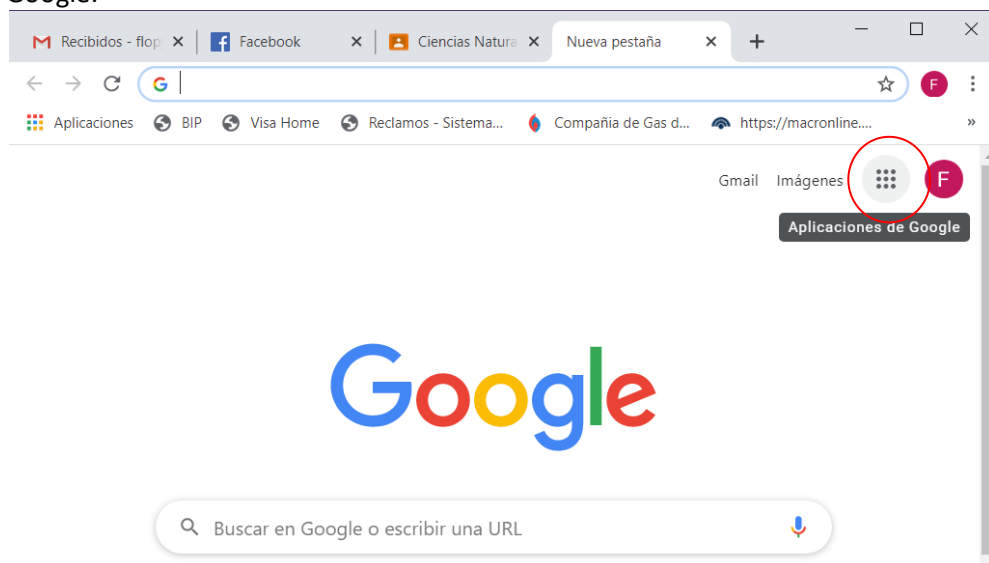 Google.
Recibidos - flop
Facebook
Ciencias Natura
Nueva pestaña
G
F
Aplicaciones
BIP
Visa Home
Reclamos - Sistema...
Compañia de Gas d...
https://macronline....
»
Gmail Imágenes
F
Aplicaciones de Google
Google
Buscar en Google o escribir una URL